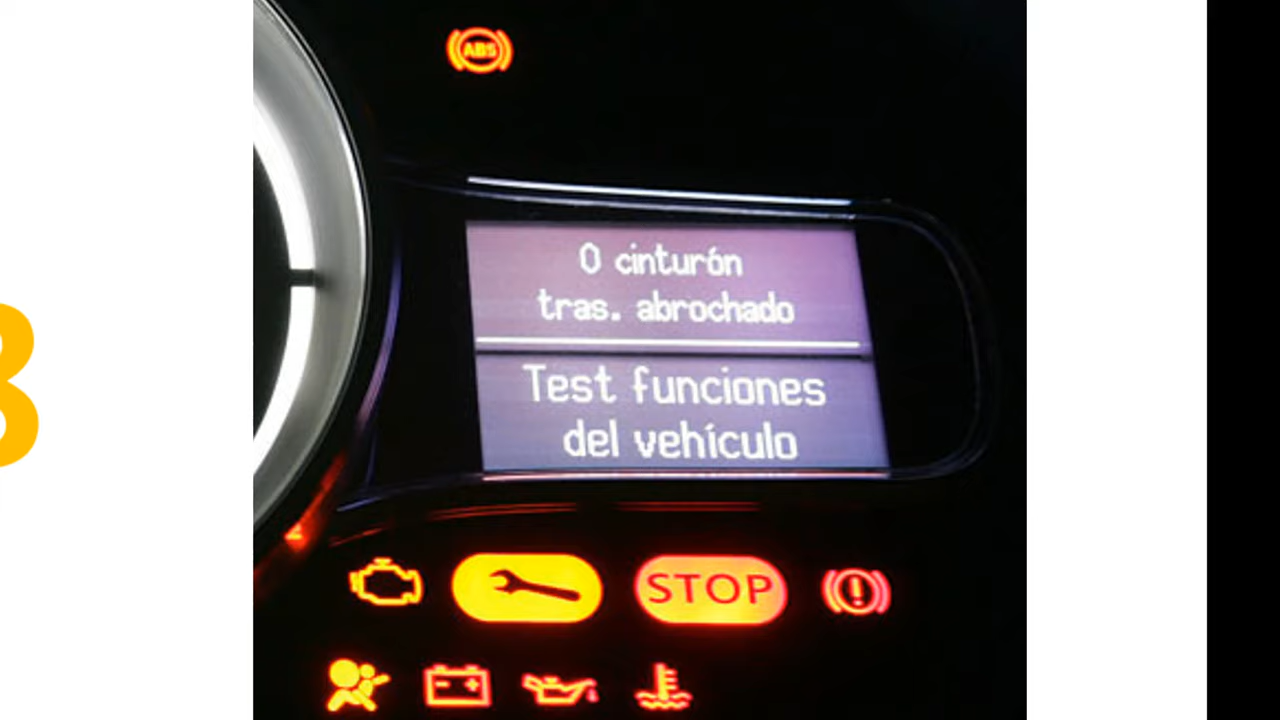 ABS
0 cinturón
tras. abrochado
Test funciones
del vehículo
STOP